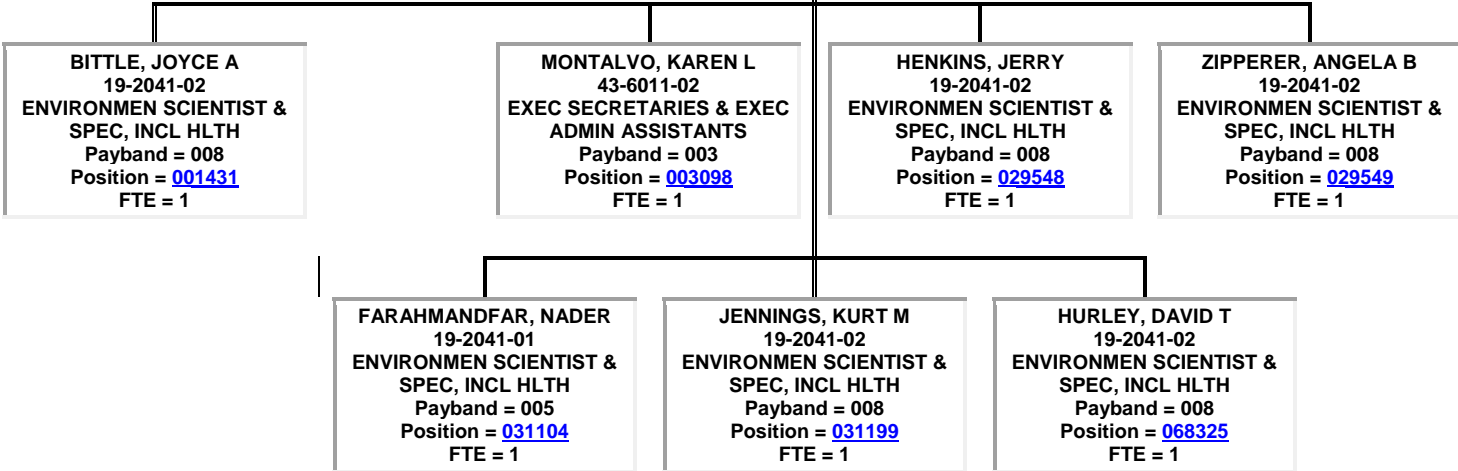 BITTLE, JOYCE A
19-2041-02
ENVIRONMEN SCIENTIST &
SPEC, INCL HLTH
Payband = 008
Position = 001431
FTE = 1
MONTALVO, KAREN L
43-6011-02
EXEC SECRETARIES & EXEC
ADMIN ASSISTANTS
Payband = 003
Position = 003098
FTE = 1
HENKINS, JERRY
19-2041-02
ENVIRONMEN SCIENTIST &
SPEC, INCL HLTH
Payband = 008
Position = 029548
FTE = 1
ZIPPERER, ANGELA B
19-2041-02
ENVIRONMEN SCIENTIST &
SPEC, INCL HLTH
Payband = 008
Position = 029549
FTE = 1
FARAHMANDFAR, NADER
19-2041-01
ENVIRONMEN SCIENTIST &
SPEC, INCL HLTH
Payband = 005
Position = 031104
FTE = 1
JENNINGS, KURT M
19-2041-02
ENVIRONMEN SCIENTIST &
SPEC, INCL HLTH
Payband = 008
Position = 031199
FTE = 1
HURLEY, DAVID T
19-2041-02
ENVIRONMEN SCIENTIST &
SPEC, INCL HLTH
Payband = 008
Position = 068325
FTE = 1